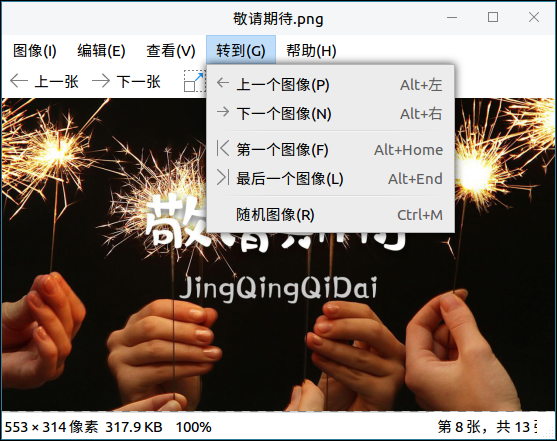 敬请期待.png
图像(I) 编辑(E) 查看(V) 转到(G) 帮助(H)
上一张 下一张
上一个图像(P) Alt+左
下一个图像(N) Alt+右
第一个图像(F) Alt+Home
最后一个图像(L) Alt+End
随机图像(R) Ctrl+M
敬请期待
JingQingQiDai
553 × 314 像素 317.9 KB 100%
第 8 张，共 13